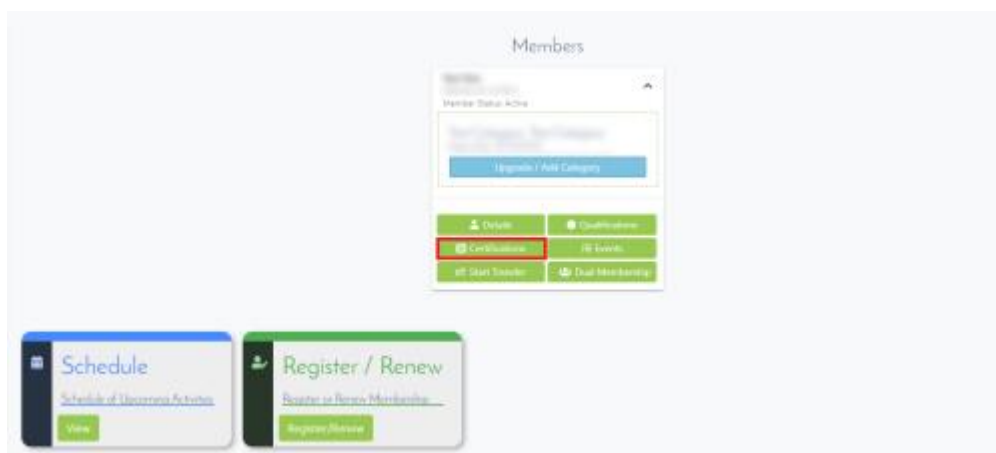 Members
Member Status: Active
Upgrade / Add Category
Details
Qualifications
Certifications
Events
Start Transfer
Dual Membership
Schedule
Schedule of Upcoming Activities
View
Register / Renew
Register or Renew Membership
Register/Renew